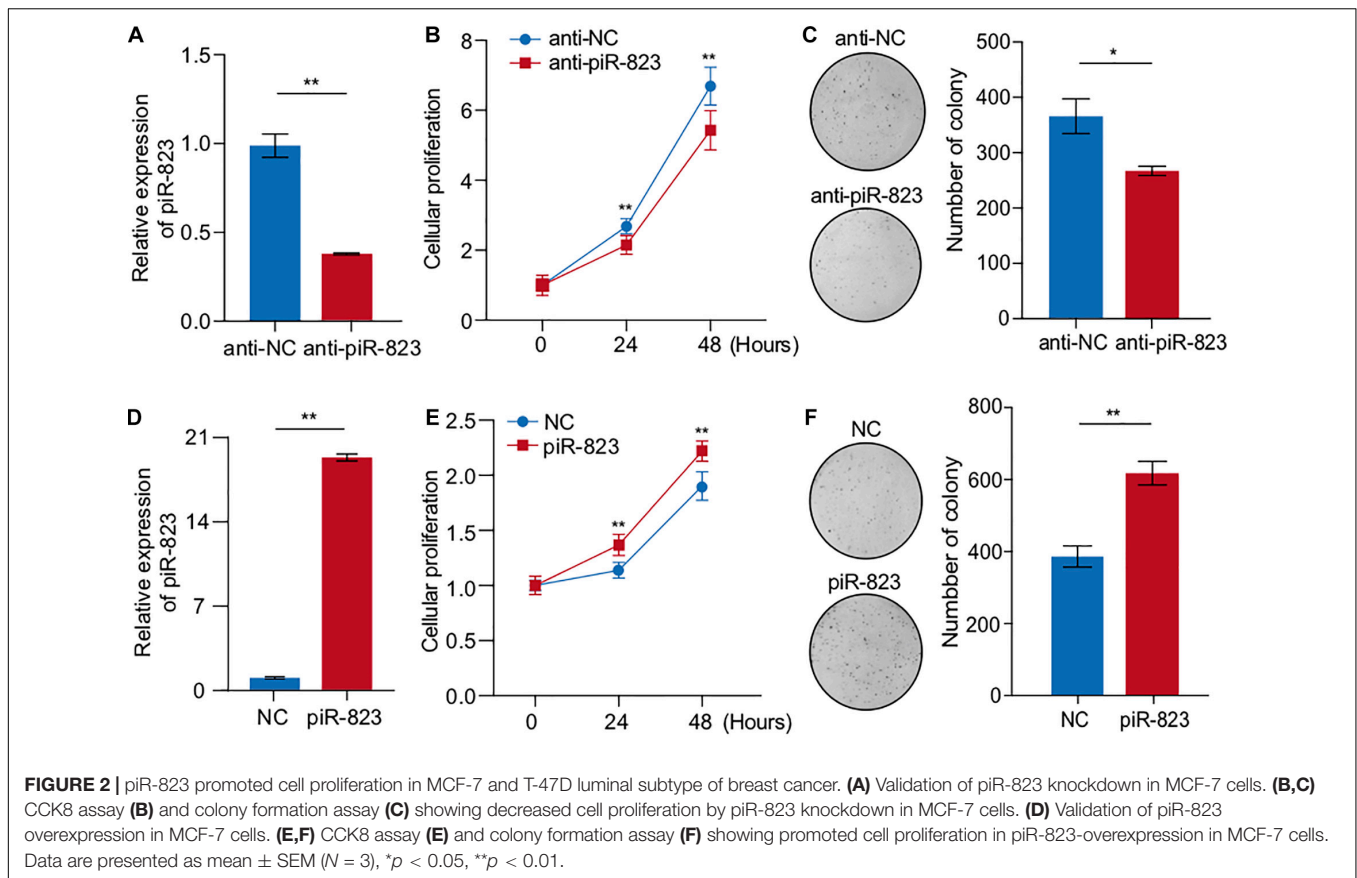 A
Relative expression
of piR-823
1.5
1.0
0.5
0.0
**
anti-NC anti-piR-823
B
anti-NC
anti-piR-823
Cellular proliferation
8
6
4
2
0
**
**
0 24 48 (Hours)
C
anti-NC
anti-piR-823
Numbber of colony
500
400
300
200
100
0
*
anti-NC anti-piR-823
D
Relative expression
of piR-823
21
14
7
0
**
NC piR-823
E
NC
piR-823
Cellular proliferation
2.5
2.0
1.5
1.0
0.5
0.0
**
**
0 24 48 (Hours)
F
NC
piR-823
Numbber of colony
800
600
400
200
0
**
NC piR-823
FIGURE 2 | piR-823 promoted cell proliferation in MCF-7 and T-47D luminal subtype of breast cancer. (A) Validation of piR-823 knockdown in MCF-7 cells. (B,C)
CCK8 assay (B) and colony formation assay (C) showing decreased cell proliferation by piR-823 knockdown in MCF-7 cells. (D) Validation of piR-823
overexpression in MCF-7 cells. (E,F) CCK8 assay (E) and colony formation assay (F) showing promoted cell proliferation in piR-823-overexpression in MCF-7 cells.
Data are presented as mean ± SEM (N = 3), *p < 0.05, **p < 0.01.